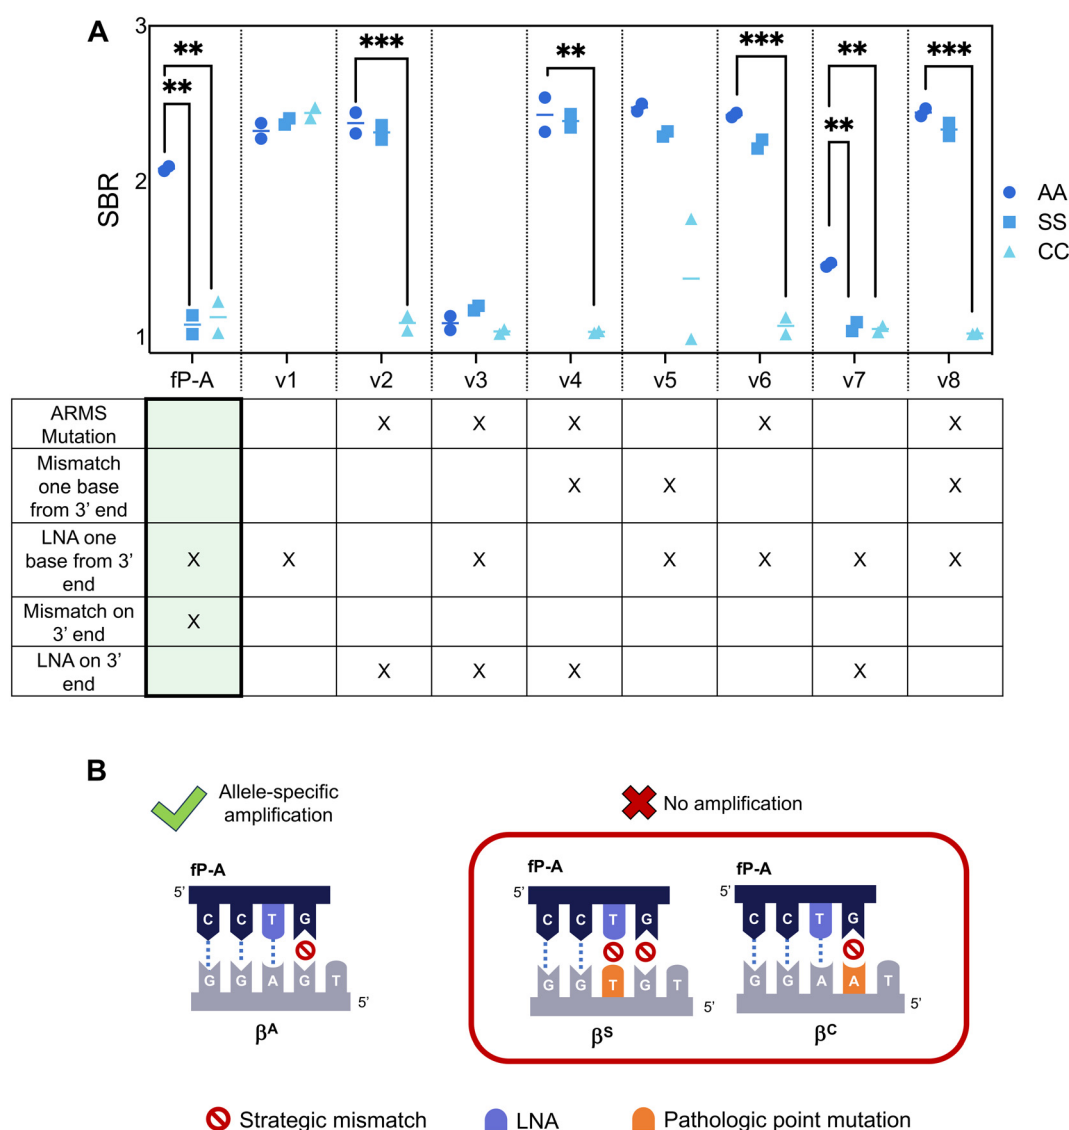 A
3
2
1
SBR
** ** *** ** *** ** ** ***
AA
SS
CC
fP-A v1 v2 v3 v4 v5 v6 v7 v8
ARMS
Mutation
X X X X X
Mismatch
one base
from 3’ end
X X X
LNA one
base from 3’
end
X X X X X X X
Mismatch on
3’ end
X
LNA on 3’
end
X X X X
B
Allele-specific
amplification
No amplification
fP-A
5’
C C T G
G G A G T
5’
βA
fP-A
5’
C C T G
G G T G T
5’
βS
fP-A
5’
C C T G
G G A A T
5’
βC
Strategic mismatch
LNA
Pathologic point mutation